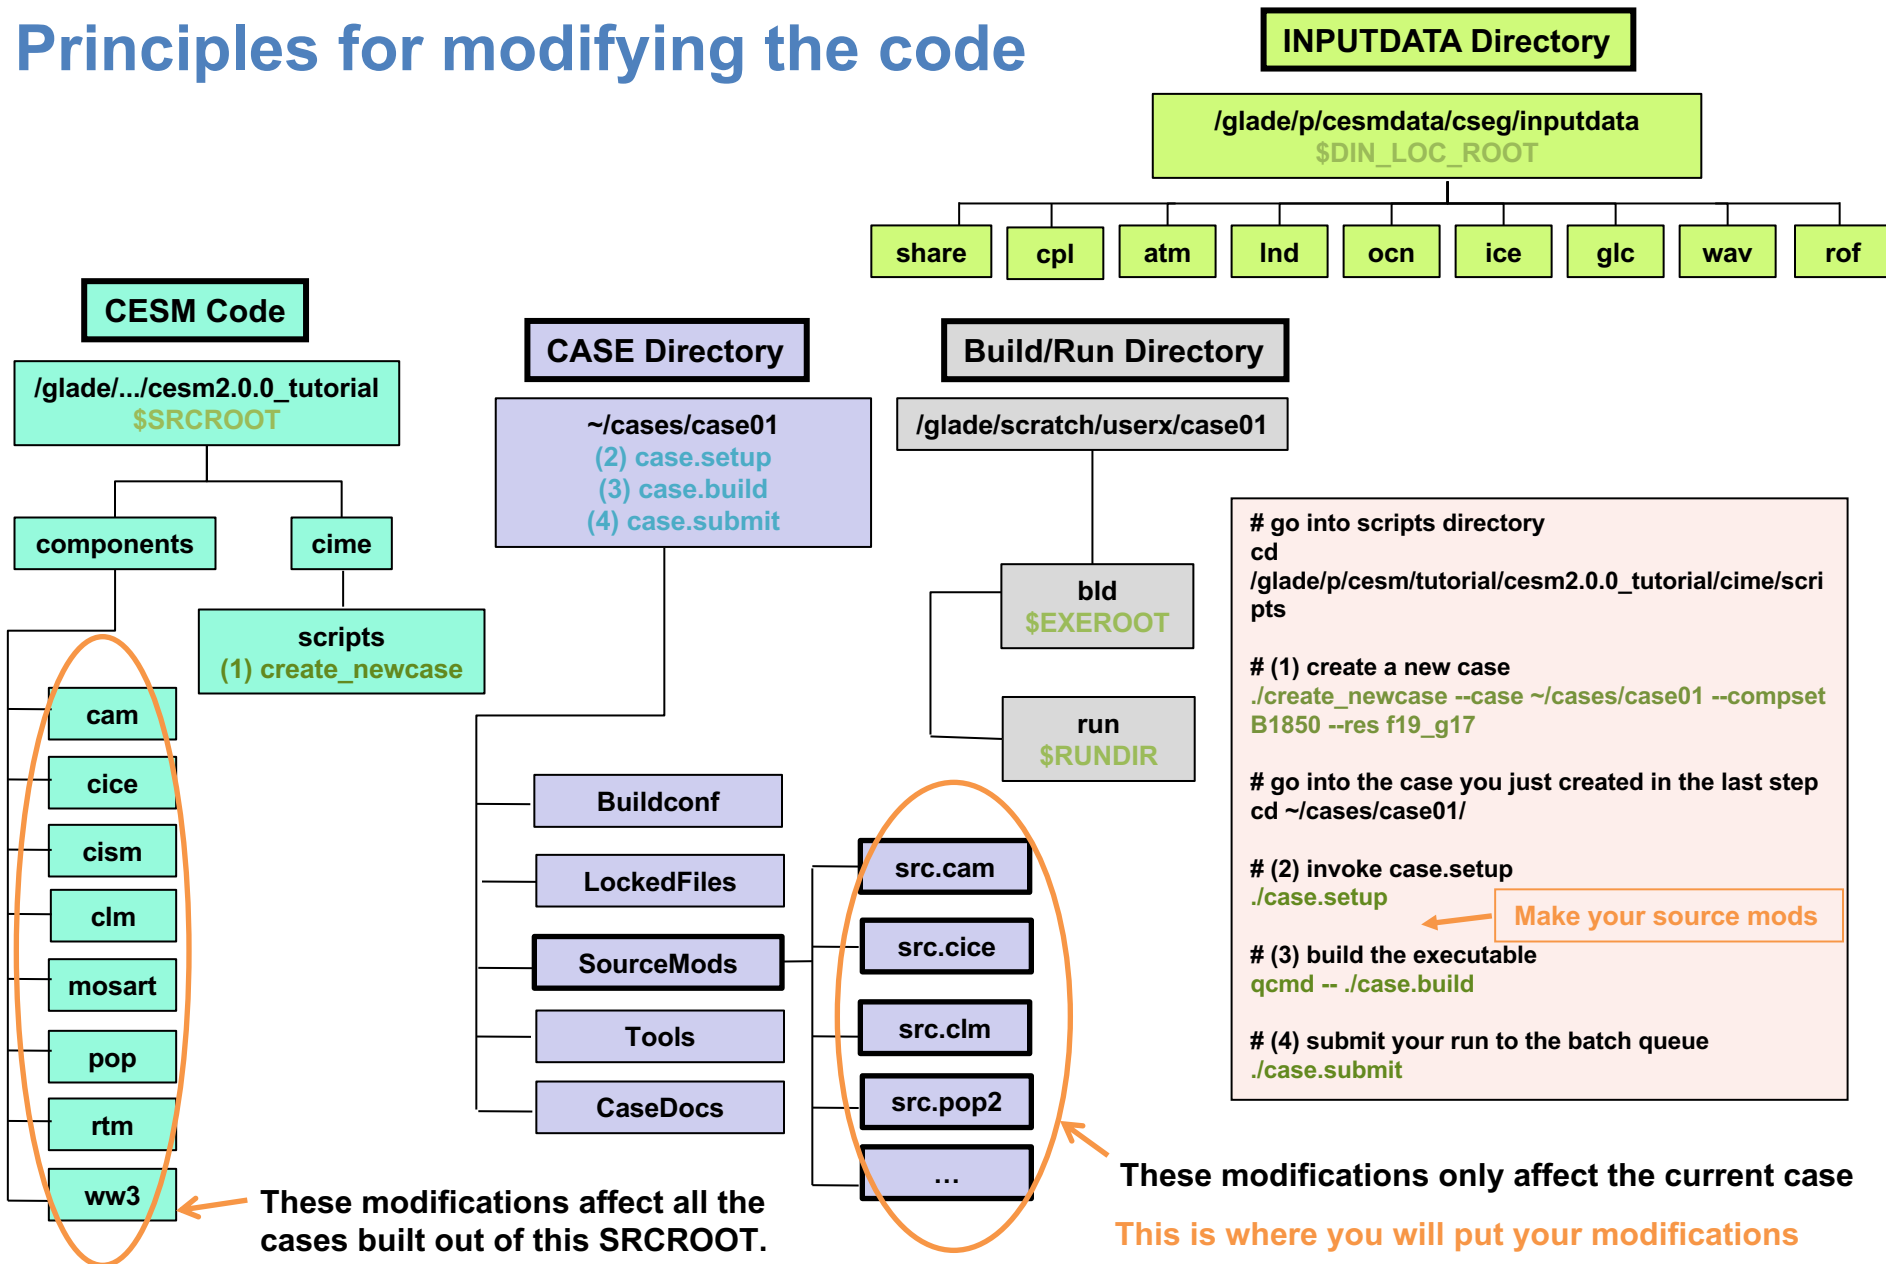 Principles for modifying the code
INPUTDATA Directory
/glade/p/cesmdata/cseg/inputdata
$DIN_LOC_ROOT
share
cpl
atm
lnd
ocn
ice
glc
wav
rof
CESM Code
/glade/.../cesm2.0.0_tutorial
$SRCROOT
components
cime
scripts
(1) create_newcase
cam
cice
cism
clm
mosart
pop
rtm
ww3
These modifications affect all the
cases built out of this SRCROOT.
CASE Directory
~/cases/case01
(2) case.setup
(3) case.build
(4) case.submit
Buildconf
LockedFiles
SourceMods
Tools
CaseDocs
src.cam
src.cice
src.clm
src.pop2
...
Build/Run Directory
/glade/scratch/userx/case01
bld
$EXEROOT
run
$RUNDIR
# go into scripts directory
cd
/glade/p/cesm/tutorial/cesm2.0.0_tutorial/cime/scri
pts
# (1) create a new case
./create_newcase --case ~/cases/case01 --compset
B1850 --res f19_g17
# go into the case you just created in the last step
cd ~/cases/case01/
# (2) invoke case.setup
./case.setup
Make your source mods
# (3) build the executable
qcmd -- ./case.build
# (4) submit your run to the batch queue
./case.submit
These modifications only affect the current case
This is where you will put your modifications